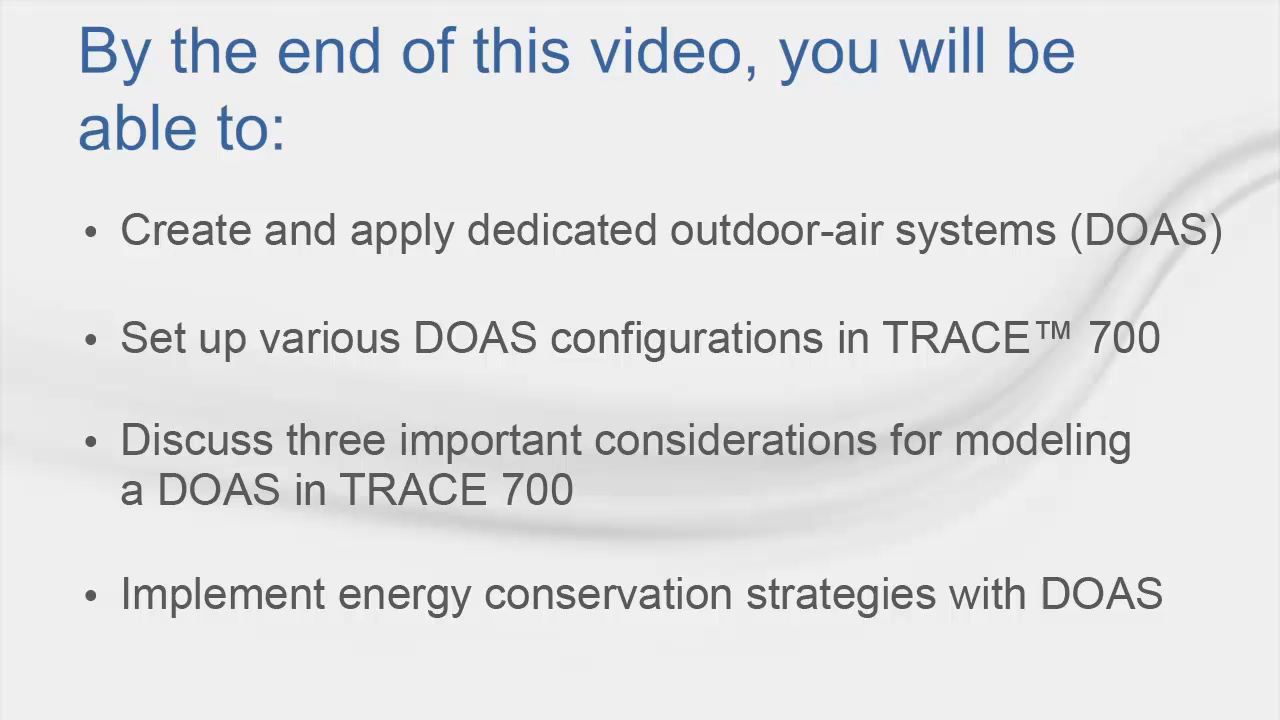 By the end of this video, you will be
able to:
• Create and apply dedicated outdoor-air systems (DOAS)
• Set up various DOAS configurations in TRACE™ 700
• Discuss three important considerations for modeling
a DOAS in TRACE 700
• Implement energy conservation strategies with DOAS